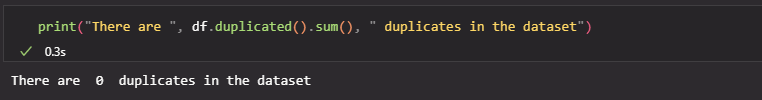 print("There are ", df.duplicated().sum(), " duplicates in the dataset")
0.3s
There are  0  duplicates in the dataset